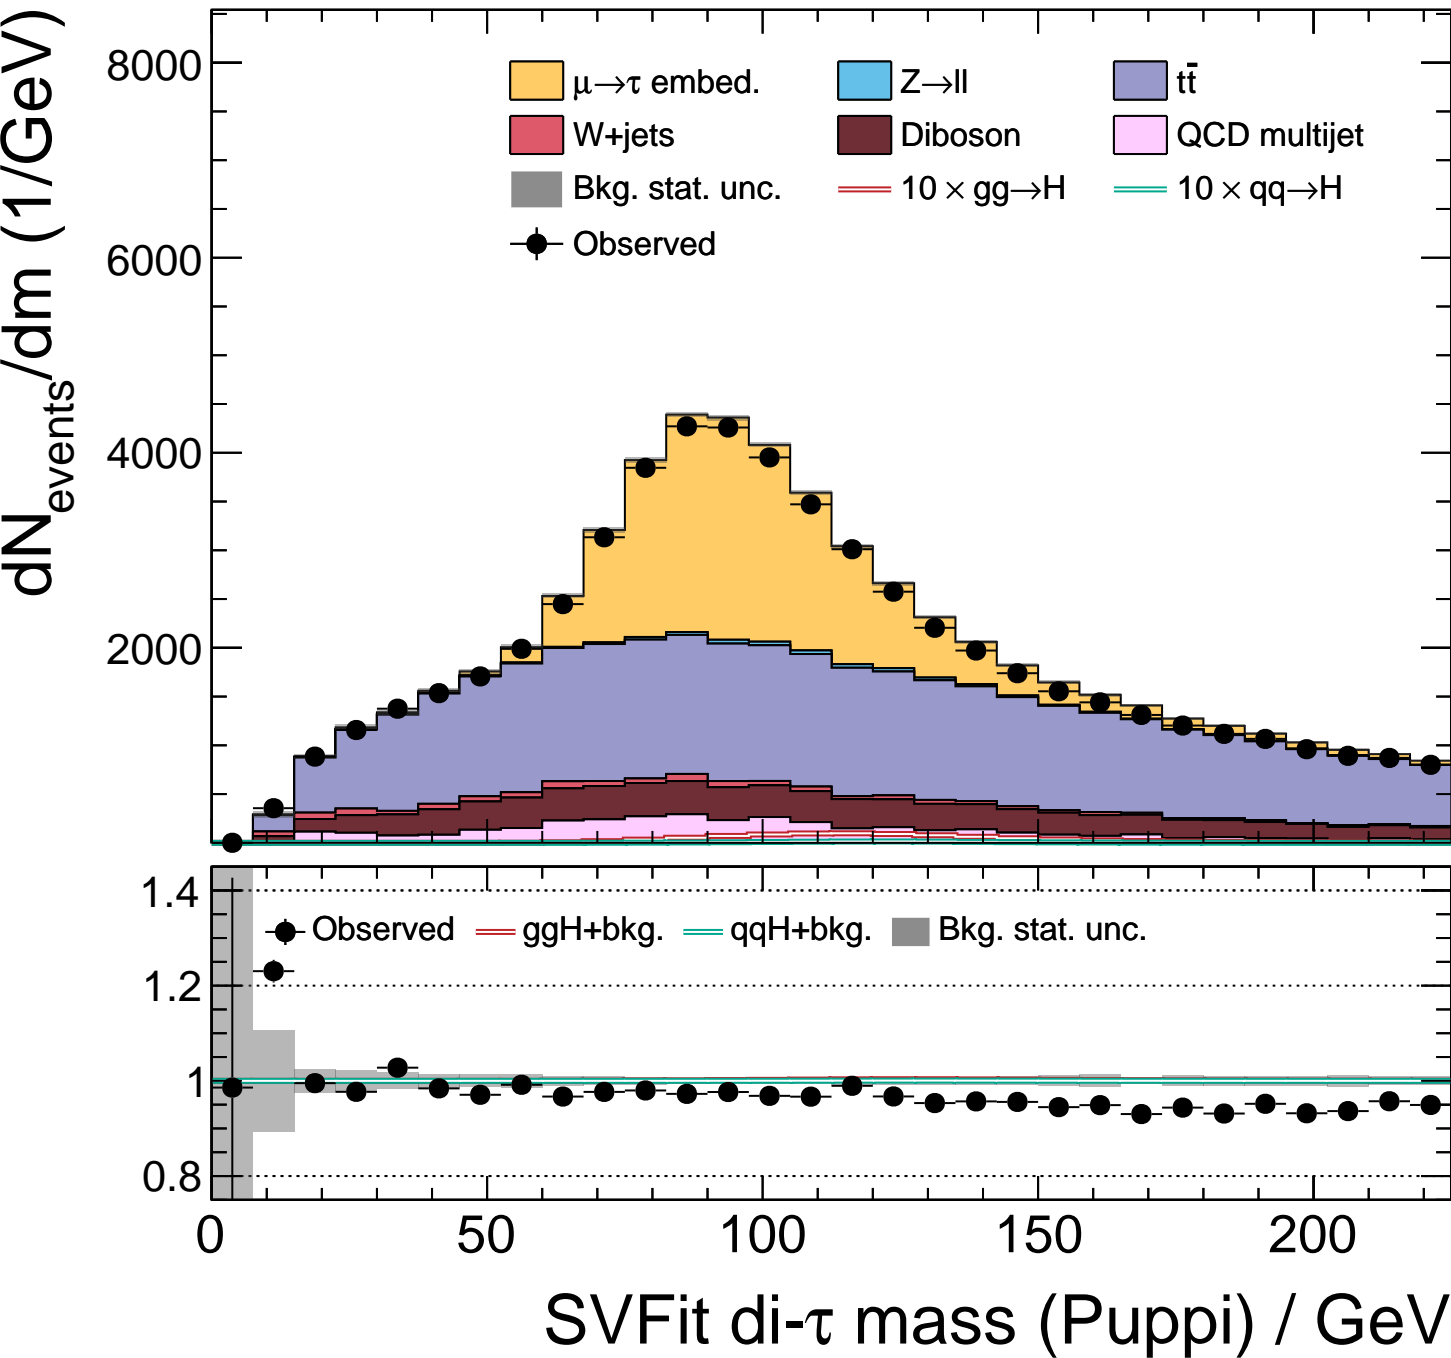 dN_events/dm (1/GeV)
8000
6000
4000
2000
μ→τ embed. Z→ll tt̄
W+jets Diboson QCD multijet
Bkg. stat. unc. 10 × gg→H 10 × qq→H
Observed
1.4
1.2
1
0.8
Observed ggH+bkg. qqH+bkg. Bkg. stat. unc.
0 50 100 150 200
SVFit di-τ mass (Puppi) / GeV